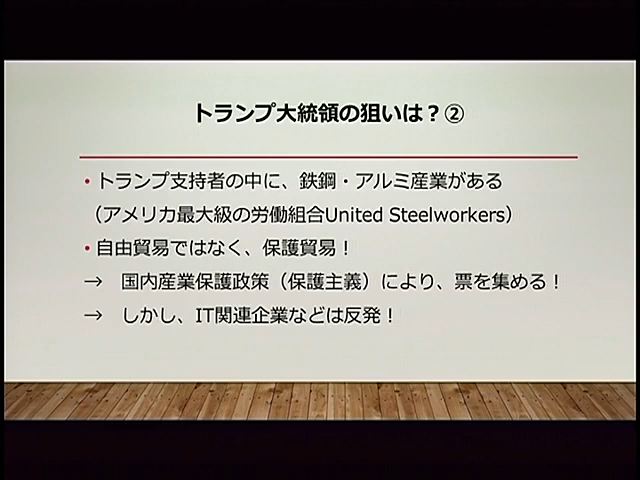 トランプ大統領の狙いは？②
・トランプ支持者の中に、鉄鋼・アルミ産業がある
（アメリカ最大級の労働組合United Steelworkers）
・自由貿易ではなく、保護貿易！
→　国内産業保護政策（保護主義）により、票を集める！
→　しかし、IT関連企業などは反発！